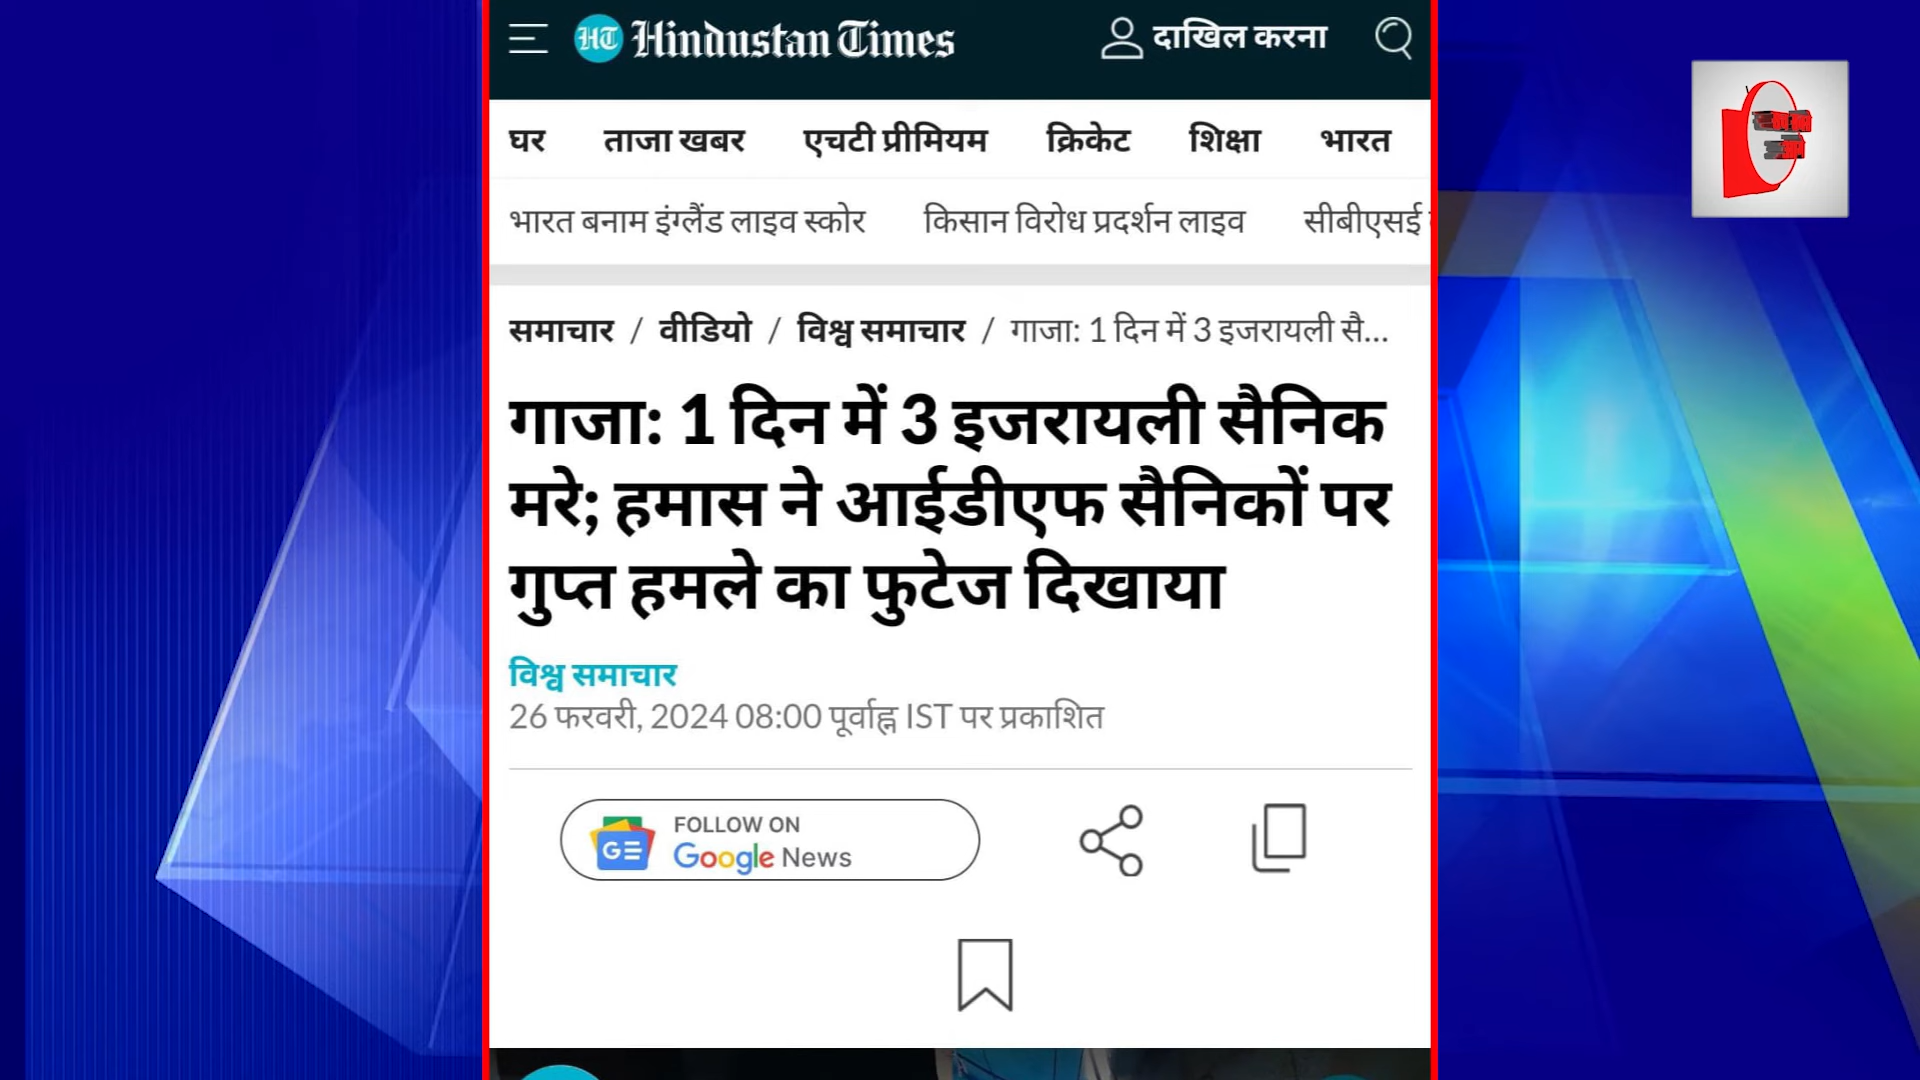 HT Hindustan Times दाखिल करना
घर ताजा खबर एचटी प्रीमियम क्रिकेट शिक्षा भारत
भारत बनाम इंग्लैंड लाइव स्कोर किसान विरोध प्रदर्शन लाइव सीबीएसई
समाचार / वीडियो / विश्व समाचार / गाजा: 1 दिन में 3 इजरायली सै...
गाजा: 1 दिन में 3 इजरायली सैनिक
मरे; हमास ने आईडीएफ सैनिकों पर
गुप्त हमले का फुटेज दिखाया
विश्व समाचार
26 फरवरी, 2024 08:00 पूर्वाह्न IST पर प्रकाशित
FOLLOW ON
Google News